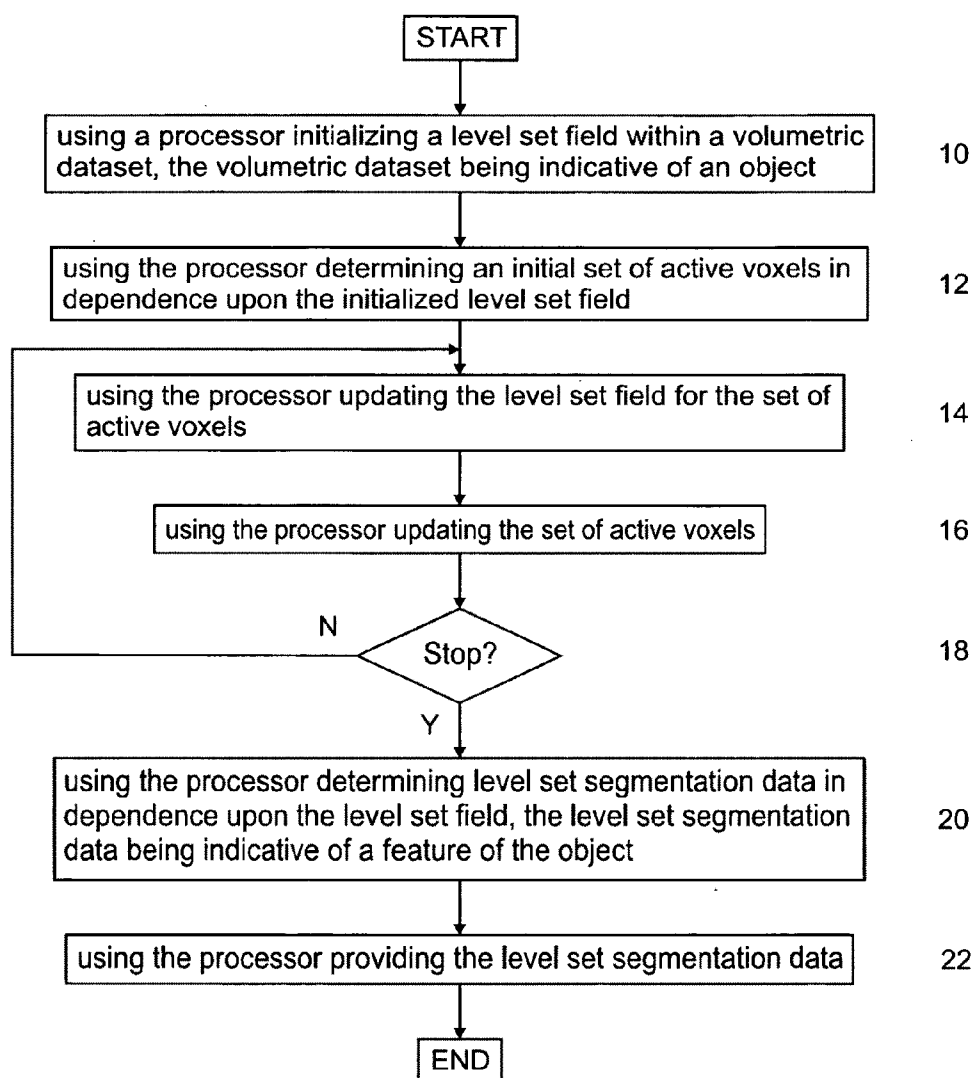 START
using a processor initializing a level set field within a volumetric
dataset, the volumetric dataset being indicative of an object
10
using the processor determining an initial set of active voxels in
dependence upon the initialized level set field
12
using the processor updating the level set field for the set of
active voxels
14
using the processor updating the set of active voxels
16
N
Stop?
18
Y
using the processor determining level set segmentation data in
dependence upon the level set field, the level set segmentation
data being indicative of a feature of the object
20
using the processor providing the level set segmentation data
22
END